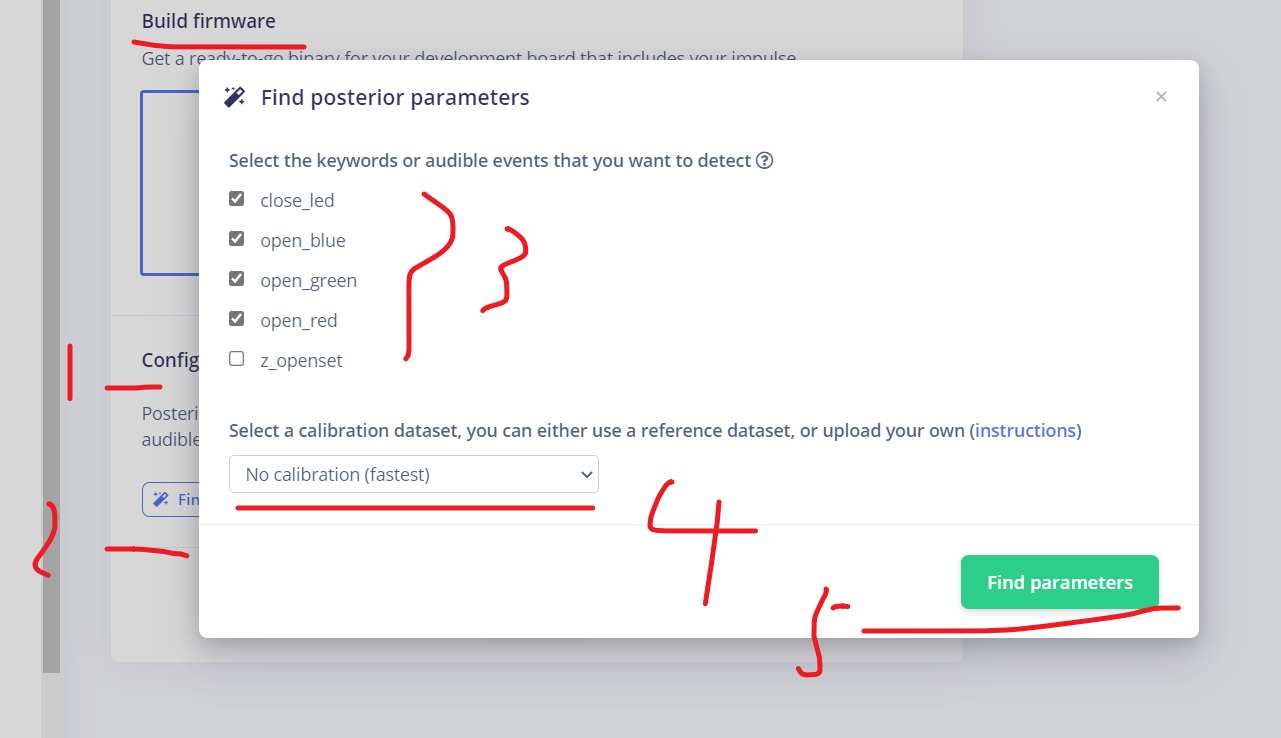 Build firmware
Get a ready-to-go binary for your development board that includes your impulse
Find posterior parameters
×
Select the keywords or audible events that you want to detect ?
close_led
open_blue
open_green
open_red
z_openset
3
1
Config
Posteri
audible
Select a calibration dataset, you can either use a reference dataset, or upload your own (instructions)
No calibration (fastest)
2
Fin
4
Find parameters
5